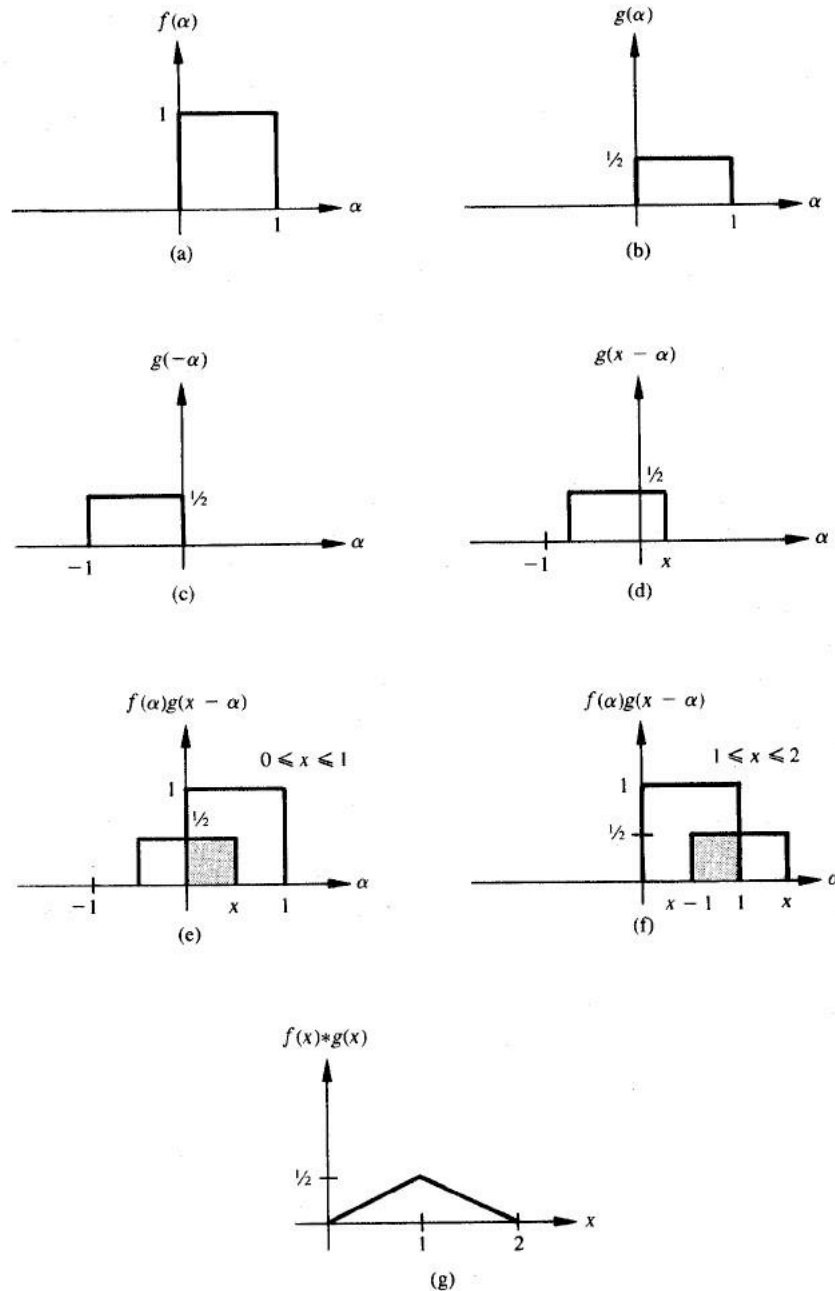 f(α)
1
α
1
(a)
g(α)
½
α
1
(b)
g(−α)
½
−1
α
(c)
g(x − α)
½
−1
x
α
(d)
f(α)g(x − α)
0 ⩽ x ⩽ 1
1
½
−1
x
1
α
(e)
f(α)g(x − α)
1 ⩽ x ⩽ 2
1
½
x − 1
1
x
α
(f)
f(x)*g(x)
½
1
2
x
(g)